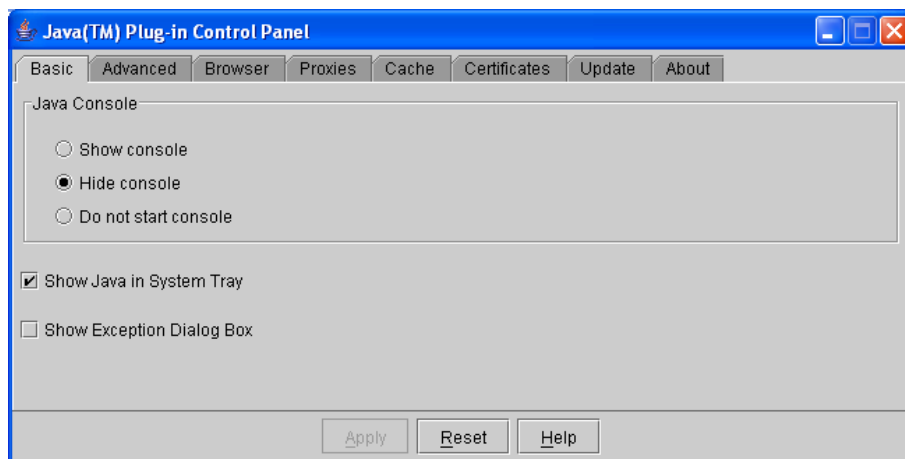 Java(TM) Plug-in Control Panel
Basic Advanced Browser Proxies Cache Certificates Update About
Java Console
Show console
Hide console
Do not start console
Show Java in System Tray
Show Exception Dialog Box
Apply Reset Help